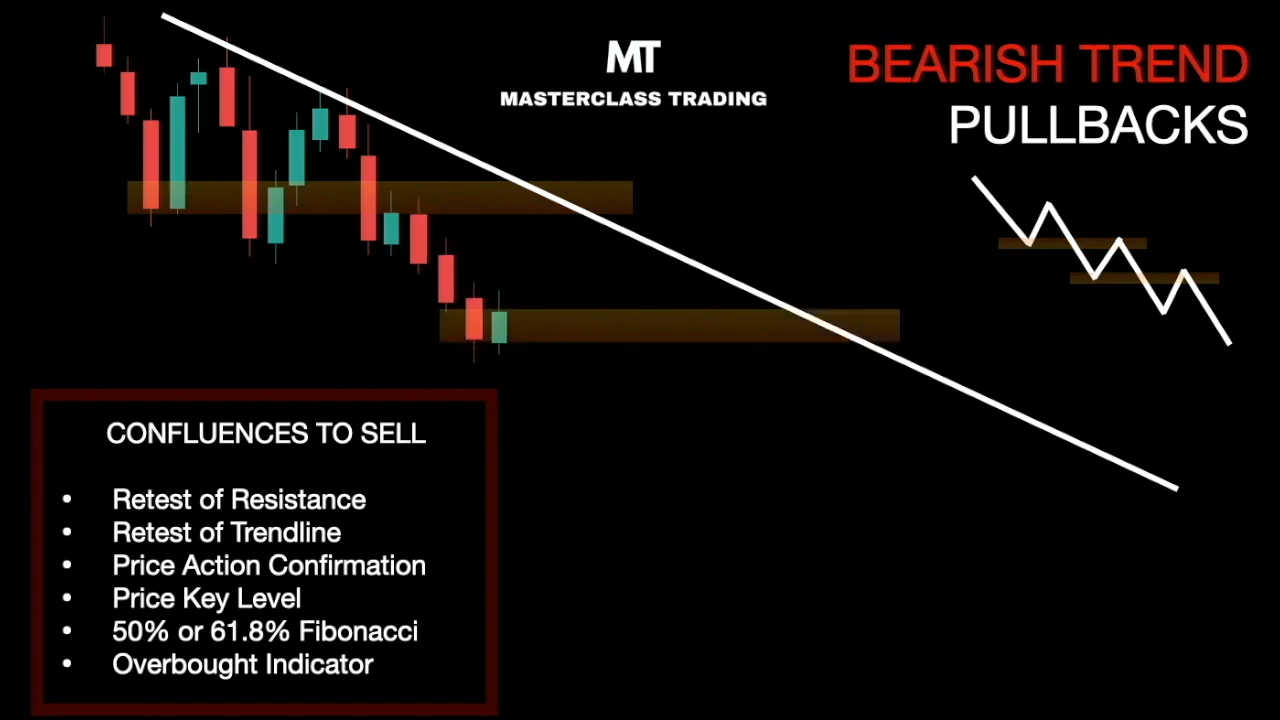 MT
MASTERCLASS TRADING
BEARISH TREND
PULLBACKS
CONFLUENCES TO SELL
• Retest of Resistance
• Retest of Trendline
• Price Action Confirmation
• Price Key Level
• 50% or 61.8% Fibonacci
• Overbought Indicator